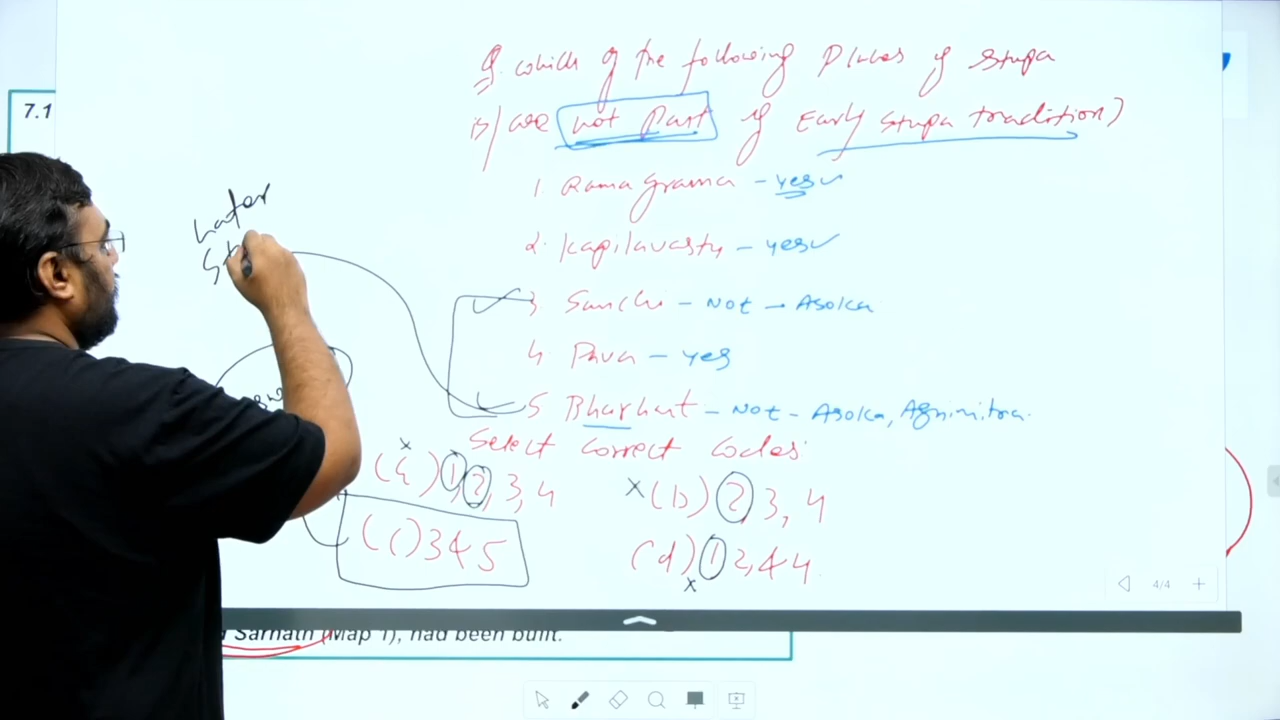 7.1
Q. which of the following Places of stupa
is/are not Part of Early stupa tradition)
1. Rama grama - yes ✓
2. Kapilavastu - yes ✓
3 Sanchi - Not - Asoka
4. Pava - yes
5 Bharhut - Not - Asoka, Agnimitra.
Later
St
Select correct codes
(a) 1, 2, 3, 4 x(b) 2, 3, 4
(c) 3 4 5 (d) 1 2, 4
4/4
Sarnath (Map 1), had been built.